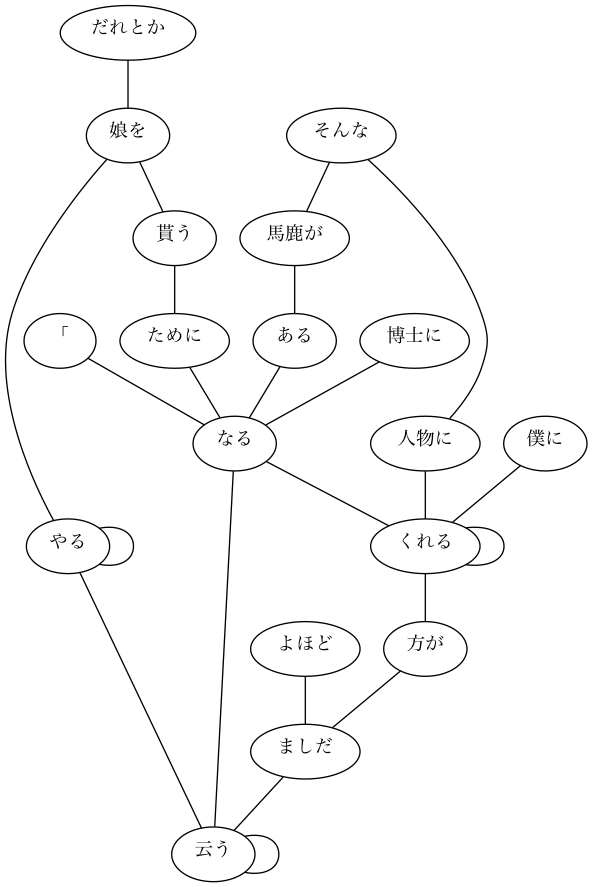 だれとか
娘を
そんな
貰う
馬鹿が
「
ために
ある
博士に
なる
人物に
僕に
やる
くれる
よほど
方が
ましだ
云う